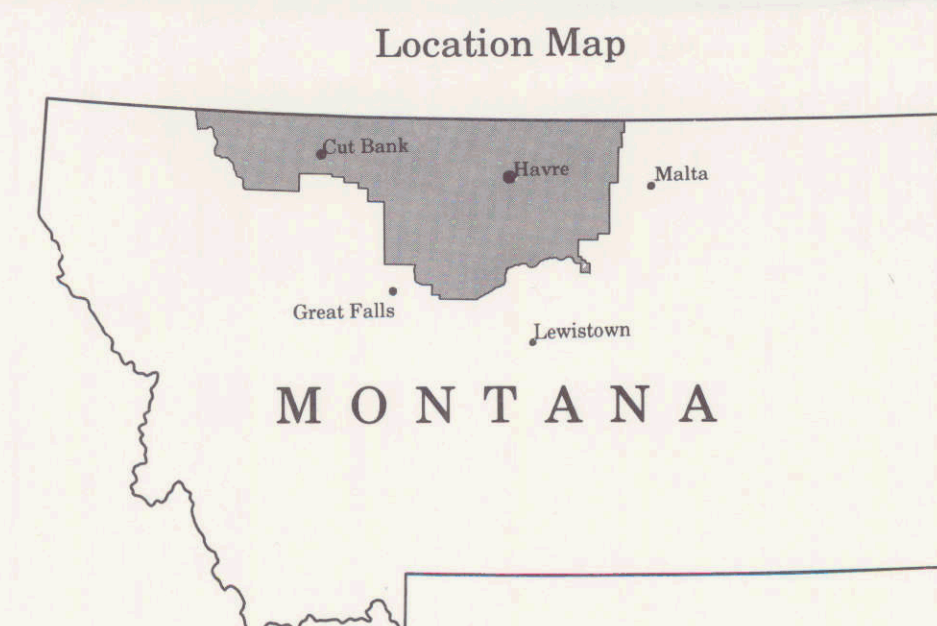 Location Map
Cut Bank
Havre
Malta
Great Falls
Lewistown
MONTANA